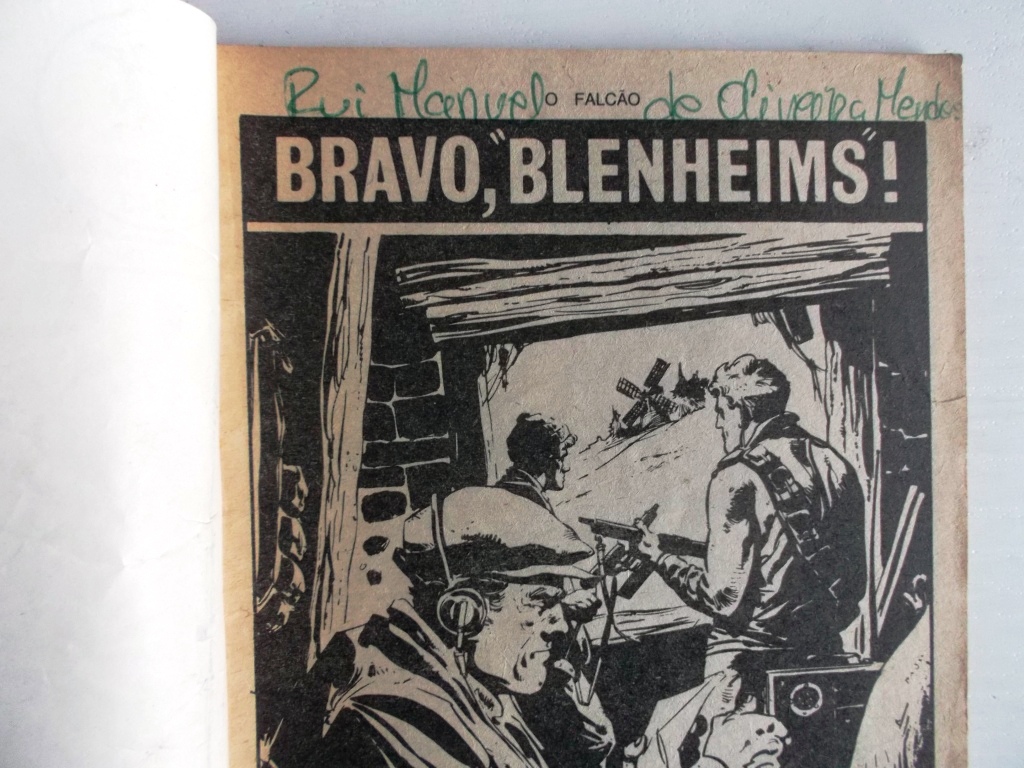 Rui Manuel O FALCÃO de Oliveira Mendes
BRAVO, "BLENHEIMS"!